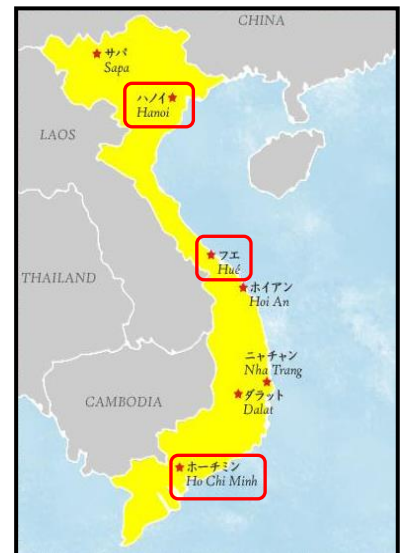 CHINA
サパ
Sapa
ハノイ
Hanoi
LAOS
フエ
Hué
THAILAND
ホイアン
Hoi An
ニャチャン
Nha Trang
ダラット
Dalat
CAMBODIA
ホーチミン
Ho Chi Minh